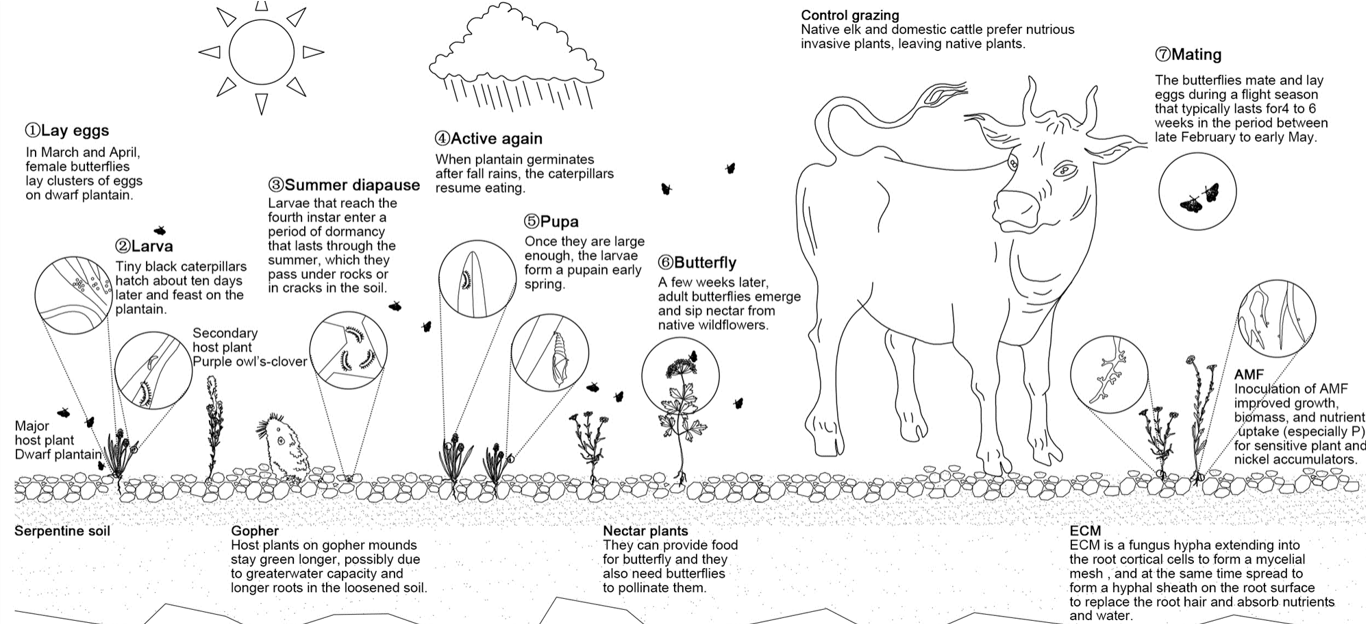 ①Lay eggs
In March and April,
female butterflies
lay clusters of eggs
on dwarf plantain.
②Larva
Tiny black caterpillars
hatch about ten days
later and feast on the
plantain.
Secondary
host plant
Purple owl's-clover
Major
host plant
Dwarf plantain
③Summer diapause
Larvae that reach the
fourth instar enter a
period of dormancy
that lasts through the
summer, which they
pass under rocks or
in cracks in the soil.
④Active again
When plantain germinates
after fall rains, the caterpillars
resume eating.
⑤Pupa
Once they are large
enough, the larvae
form a pupain early
spring.
⑥Butterfly
A few weeks later,
adult butterflies emerge
and sip nectar from
native wildflowers.
Control grazing
Native elk and domestic cattle prefer nutrious
invasive plants, leaving native plants.
⑦Mating
The butterflies mate and lay
eggs during a flight season
that typically lasts for4 to 6
weeks in the period between
late February to early May.
AMF
Inoculation of AMF
improved growth,
biomass, and nutrient
uptake (especially P)
for sensitive plant and
nickel accumulators.
Serpentine soil
Gopher
Host plants on gopher mounds
stay green longer, possibly due
to greaterwater capacity and
longer roots in the loosened soil.
Nectar plants
They can provide food
for butterfly and they
also need butterflies
to pollinate them.
ECM
ECM is a fungus hypha extending into
the root cortical cells to form a mycelial
mesh , and at the same time spread to
form a hyphal sheath on the root surface
to replace the root hair and absorb nutrients
and water.